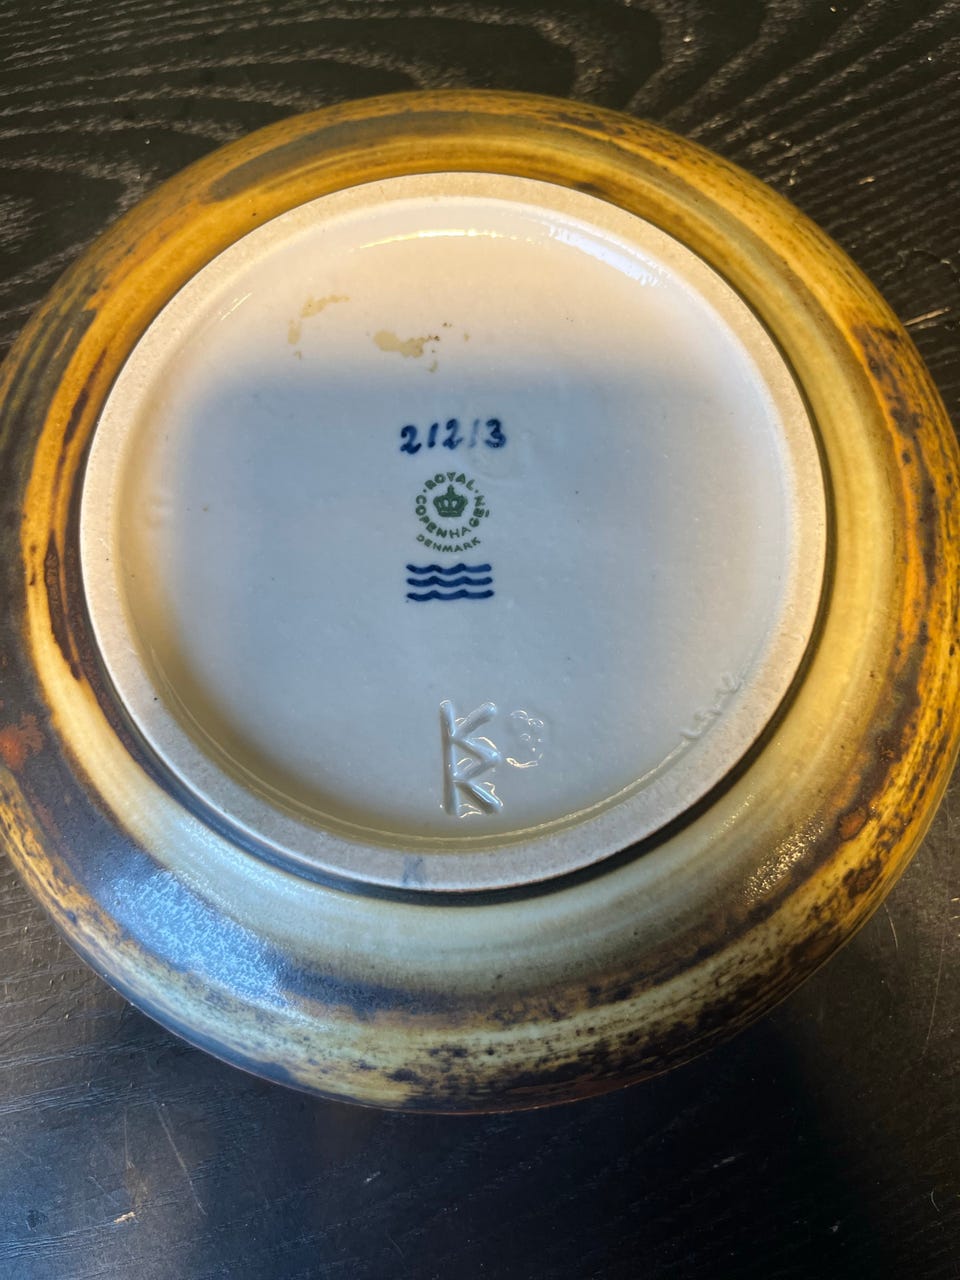 21213
ROYAL
COPENHAGEN
DENMARK